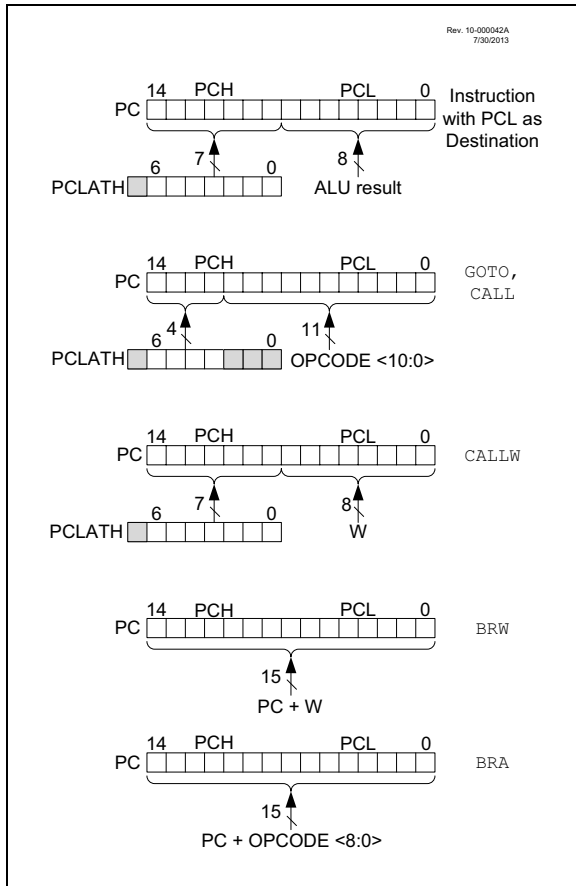 Rev. 10-000042A
7/30/2013
14 PCH PCL 0
PC
Instruction
with PCL as
Destination
7 8
6 0
PCLATH
ALU result
14 PCH PCL 0
PC
GOTO,
CALL
4 11
6 0
PCLATH
OPCODE <10:0>
14 PCH PCL 0
PC
CALLW
7 8
6 0
PCLATH
W
14 PCH PCL 0
PC
BRW
15
PC + W
14 PCH PCL 0
PC
BRA
15
PC + OPCODE <8:0>